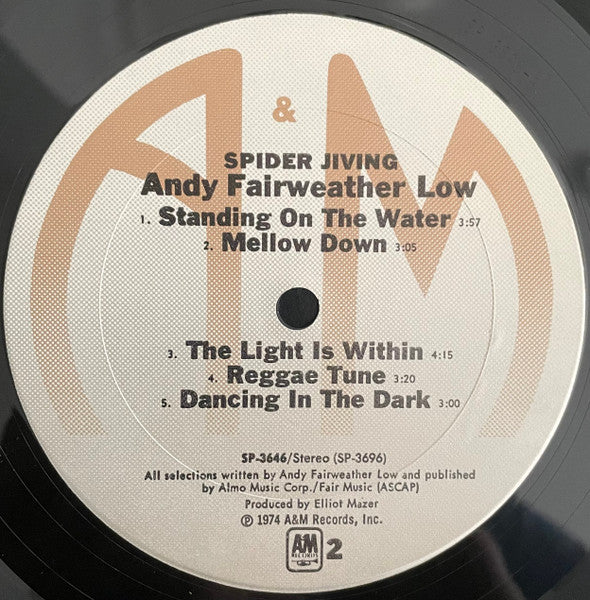 A & M
SPIDER JIVING
Andy Fairweather Low
1. Standing On The Water 3:57
2. Mellow Down 3:05
3. The Light Is Within 4:15
4. Reggae Tune 3:20
5. Dancing In The Dark 3:00
SP-3646/Stereo (SP-3696)
All selections written by Andy Fairweather Low and published
by Almo Music Corp./Fair Music (ASCAP)
Produced by Elliot Mazer
℗ 1974 A&M Records, Inc.
A&M RECORDS 2